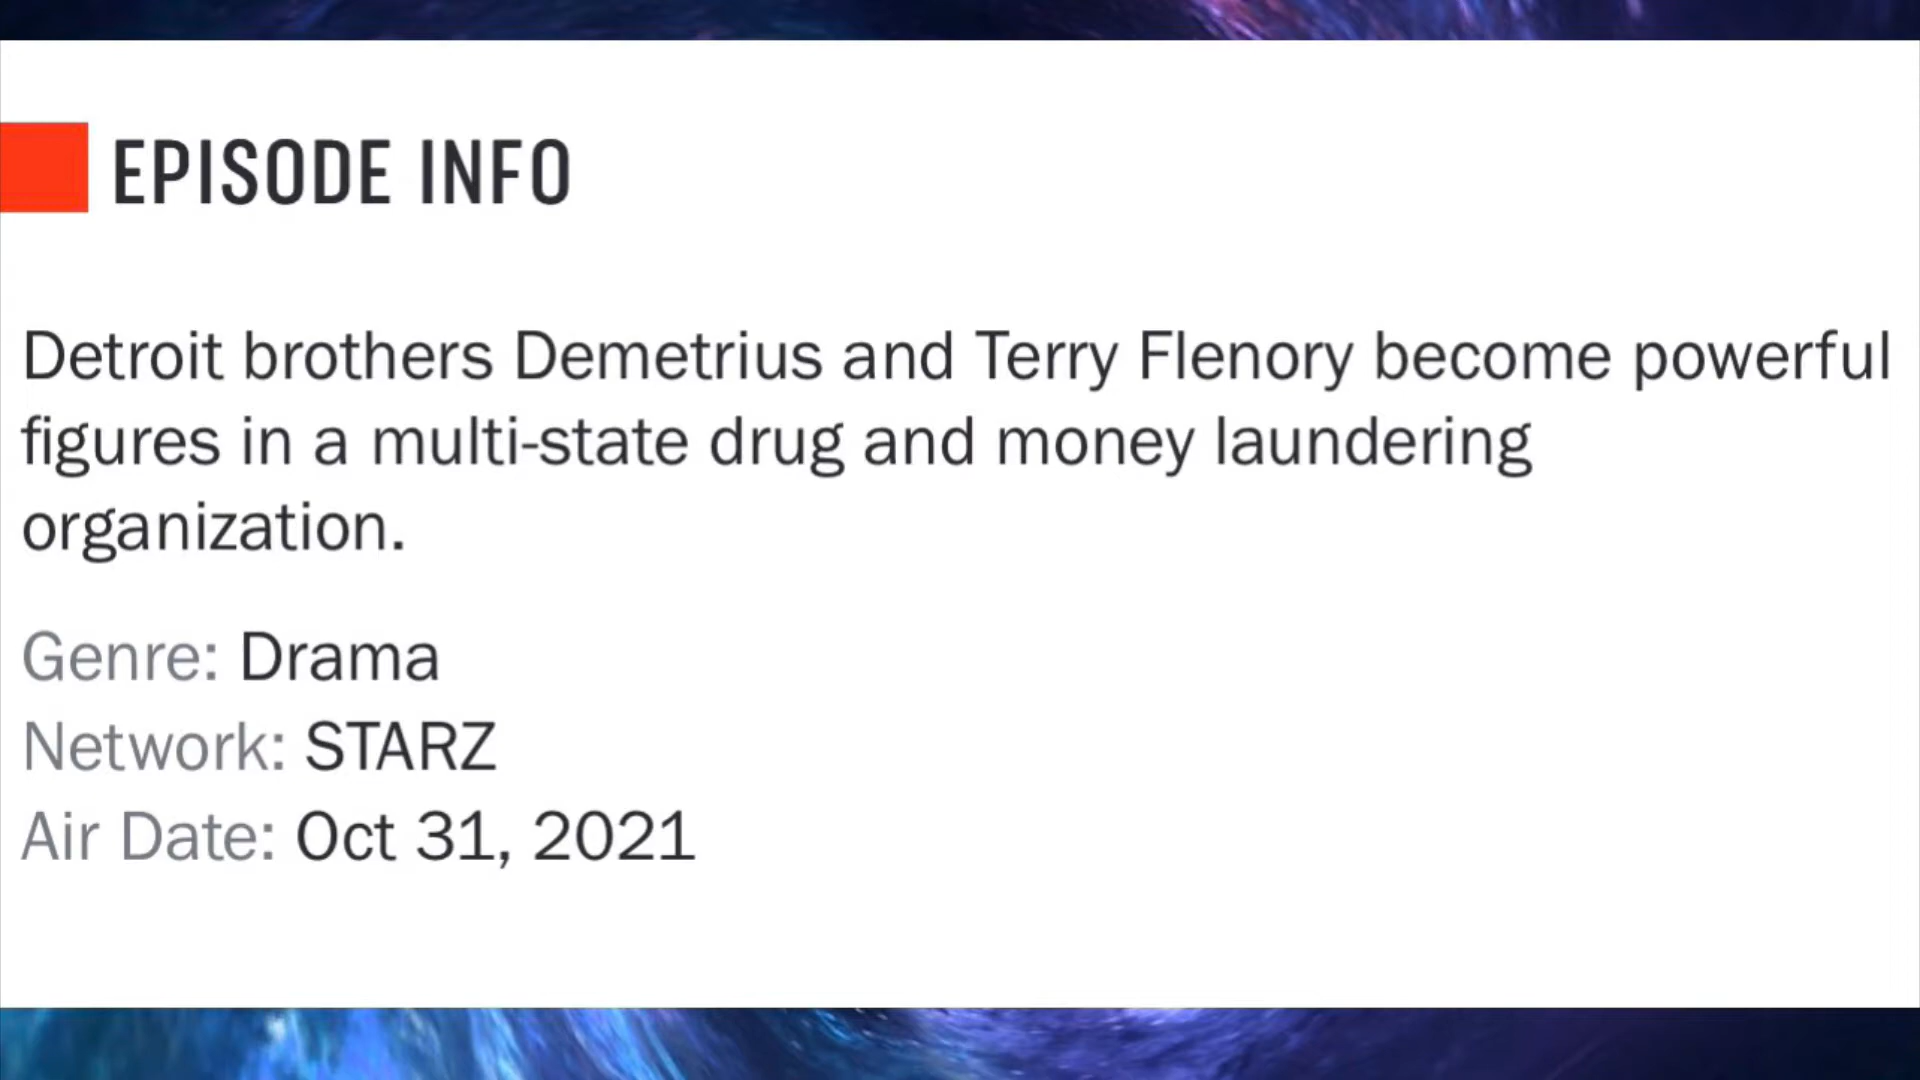 EPISODE INFO
Detroit brothers Demetrius and Terry Flenory become powerful
figures in a multi-state drug and money laundering
organization.
Genre: Drama
Network: STARZ
Air Date: Oct 31, 2021